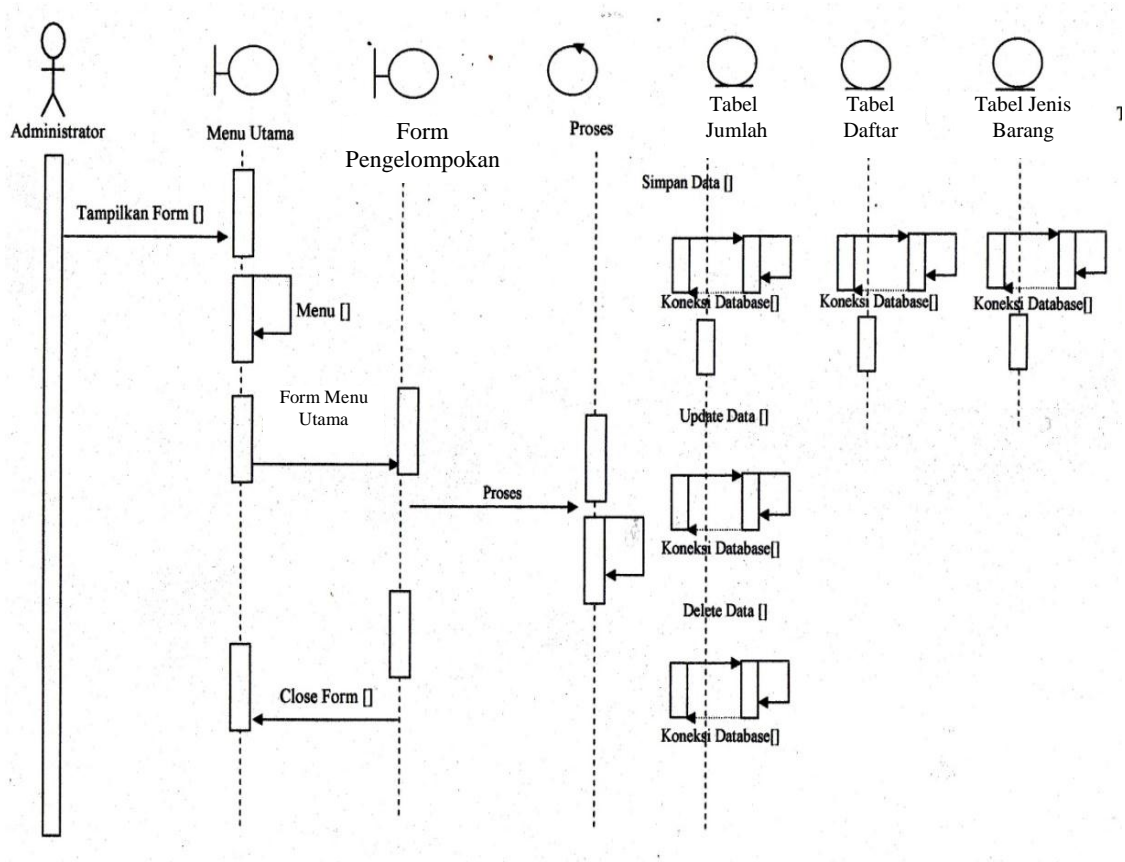 Administrator
Menu Utama
Form
Pengelompokan
Proses
Tabel
Jumlah
Tabel
Daftar
Tabel Jenis
Barang
T
Simpan Data []
Tampilkan Form []
Koneksi Database[]
Koneksi Database[]
Koneksi Database[]
Menu []
Form Menu
Utama
Update Data []
Proses
Koneksi Database[]
Delete Data []
Close Form []
Koneksi Database[]